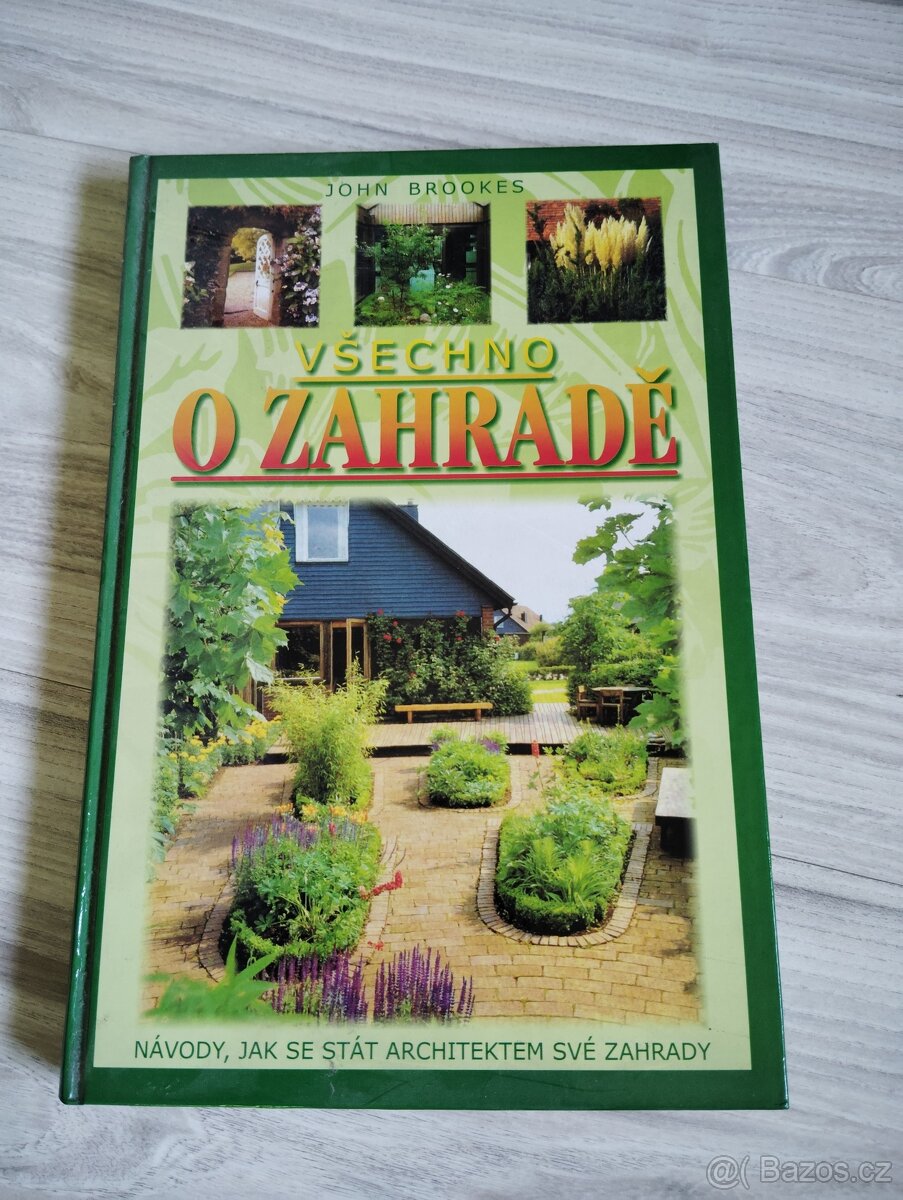 JOHN BROOKES
VŠECHNO
O ZAHRADĚ
NÁVODY, JAK SE STÁT ARCHITEKTEM SVÉ ZAHRADY
@ Bazos.cz